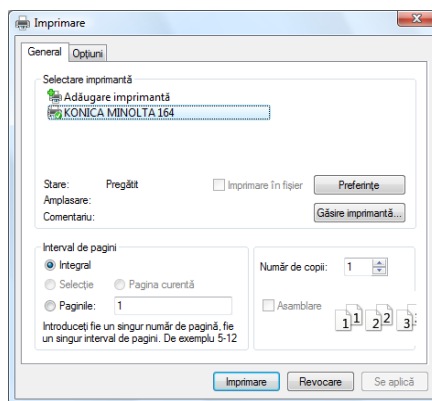 Imprimare
General Opțiuni
Selectare imprimantă
Adăugare imprimantă
KONICA MINOLTA 164
Stare: Pregătit
Imprimare în fișier
Preferințe
Amplasare:
Comentariu:
Găsire imprimantă...
Interval de pagini
Integral
Selecție Pagina curentă
Paginile: 1
Introduceți fie un singur număr de pagină, fie
un singur interval de pagini. De exemplu 5-12
Număr de copii: 1
Asamblare
1 1 2 2 3
Imprimare Revocare Se aplică